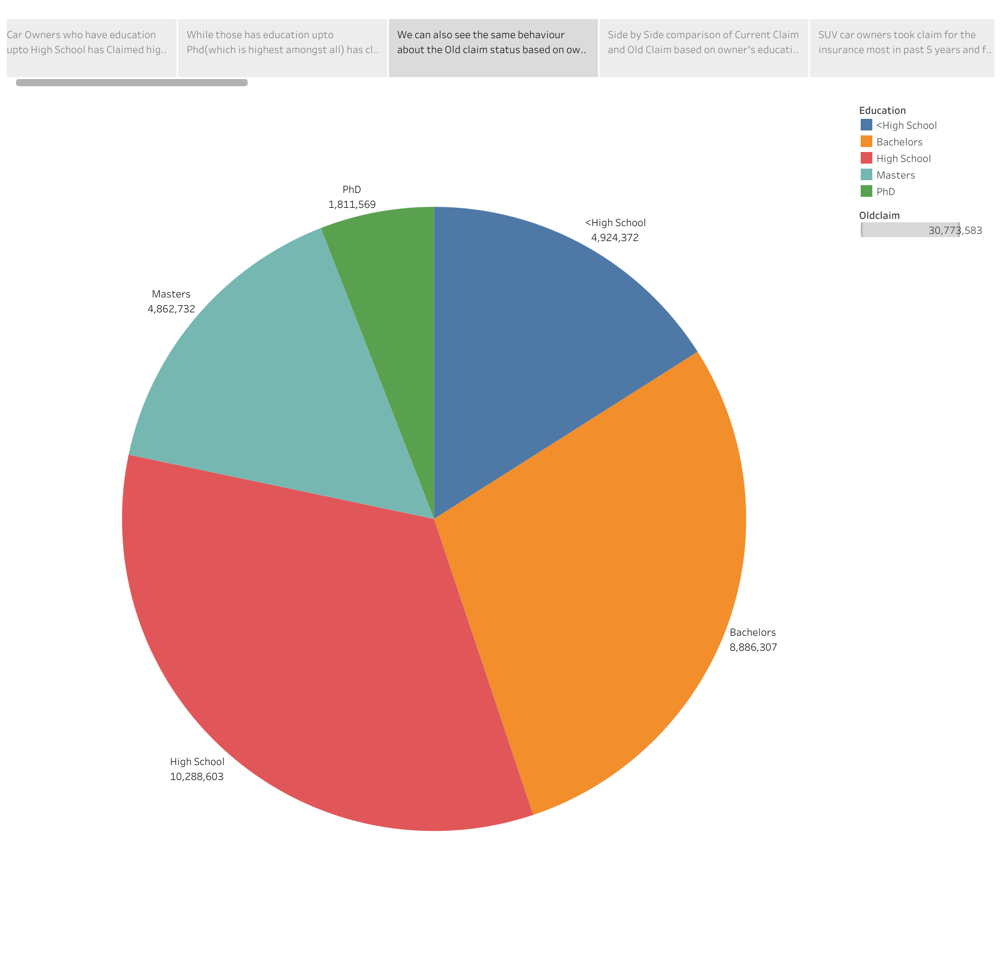 Car Owners who have education
upto High School has Claimed hig..
While those has education upto
Phd(which is highest amongst all) has cl..
We can also see the same behaviour
about the Old claim status based on ow..
Side by Side comparison of Current Claim
and Old Claim based on owner's educati..
SUV car owners took claim for the
insurance most in past 5 years and f..
Education
<High School
Bachelors
High School
Masters
PhD
Oldclaim
30,773,583
PhD
1,811,569
<High School
4,924,372
Masters
4,862,732
Bachelors
8,886,307
High School
10,288,603